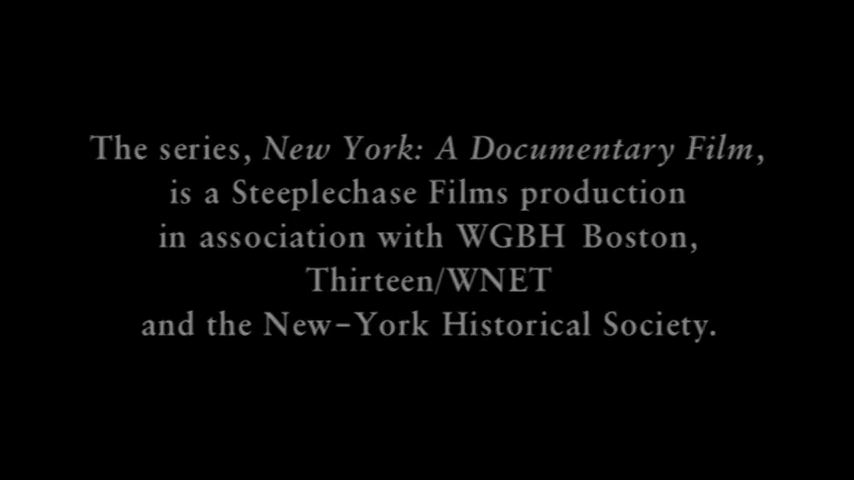 The series, New York: A Documentary Film,
is a Steeplechase Films production
in association with WGBH Boston,
Thirteen/WNET
and the New-York Historical Society.